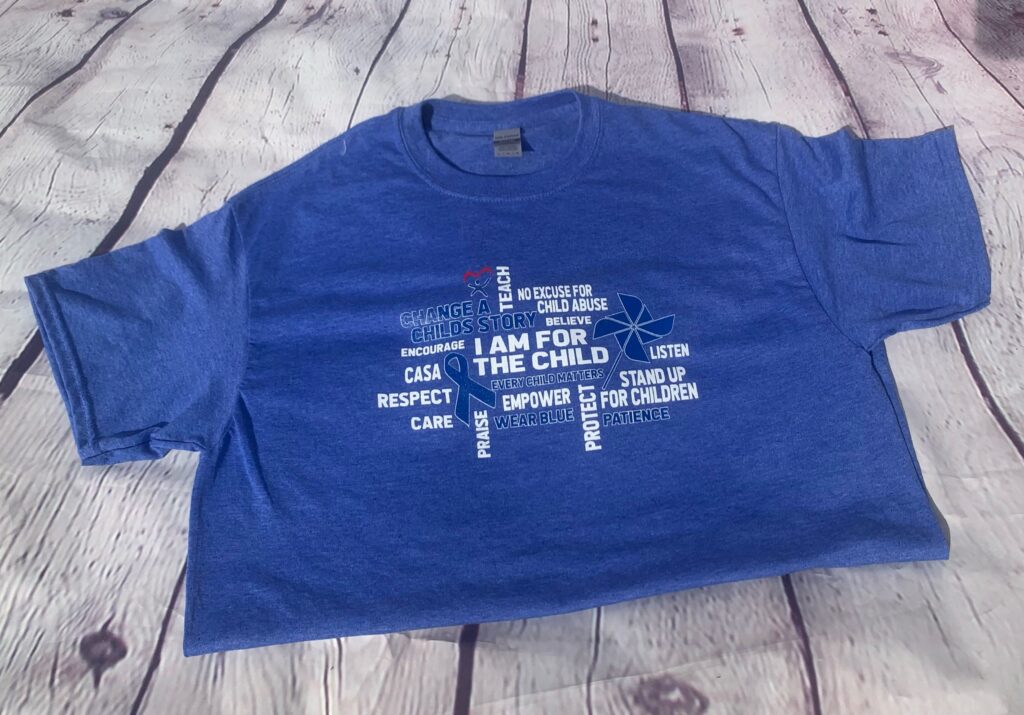 TEACH
NO EXCUSE FOR
CHILD ABUSE
CHANGE A
CHILDS STORY
BELIEVE
ENCOURAGE
I AM FOR
THE CHILD
LISTEN
CASA
EVERY CHILD MATTERS
STAND UP
FOR CHILDREN
RESPECT
EMPOWER
CARE
PRAISE
WEAR BLUE
PROTECT
PATIENCE